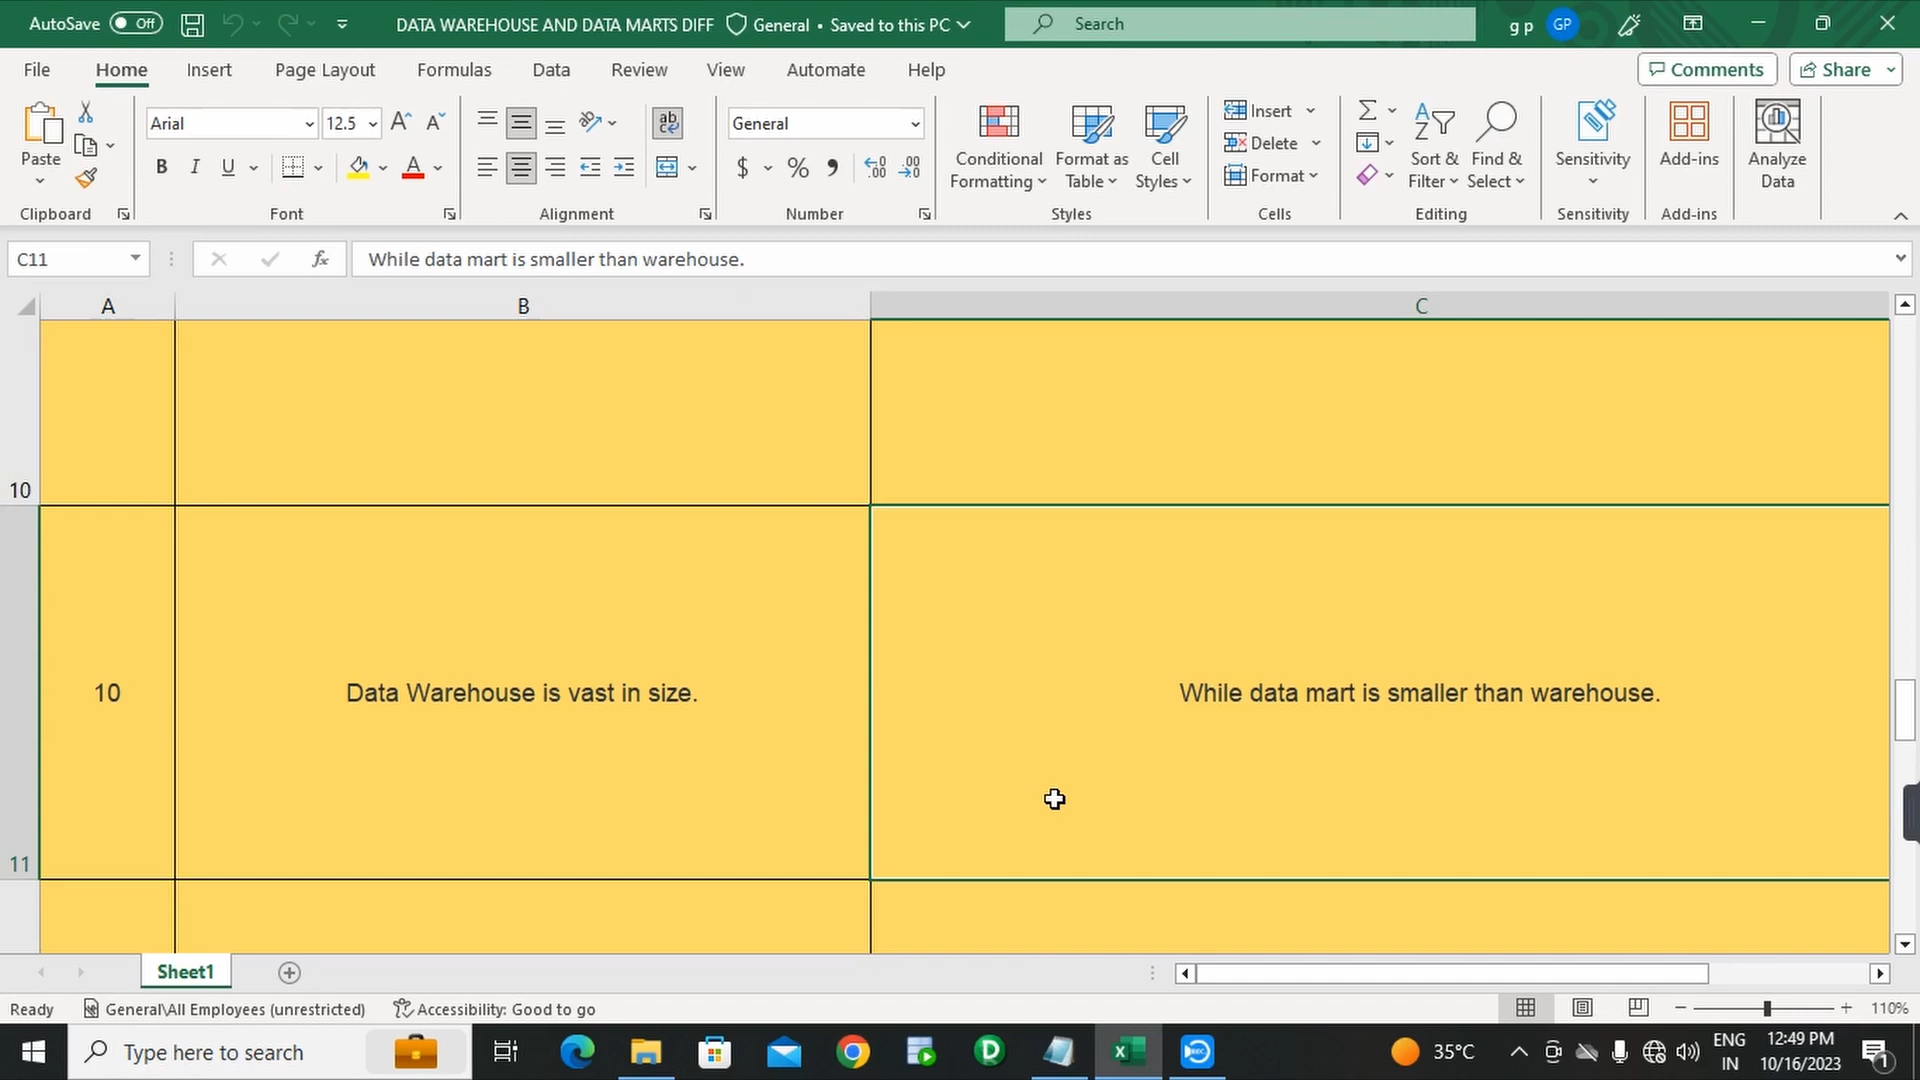 AutoSave Off DATA WAREHOUSE AND DATA MARTS DIFF General • Saved to this PC Search g p GP
File Home Insert Page Layout Formulas Data Review View Automate Help Comments Share
Paste Arial 12.5 General Conditional Formatting Format as Table Cell Styles Insert Delete Format Sort & Filter Find & Select Sensitivity Add-ins Analyze Data
Clipboard Font Alignment Number Styles Cells Editing Sensitivity Add-ins
C11 fx While data mart is smaller than warehouse.
A B C
10
10 Data Warehouse is vast in size. While data mart is smaller than warehouse.
11
Sheet1
Ready General\All Employees (unrestricted) Accessibility: Good to go 110%
Type here to search 35°C ENG 12:49 PM
IN 10/16/2023 1